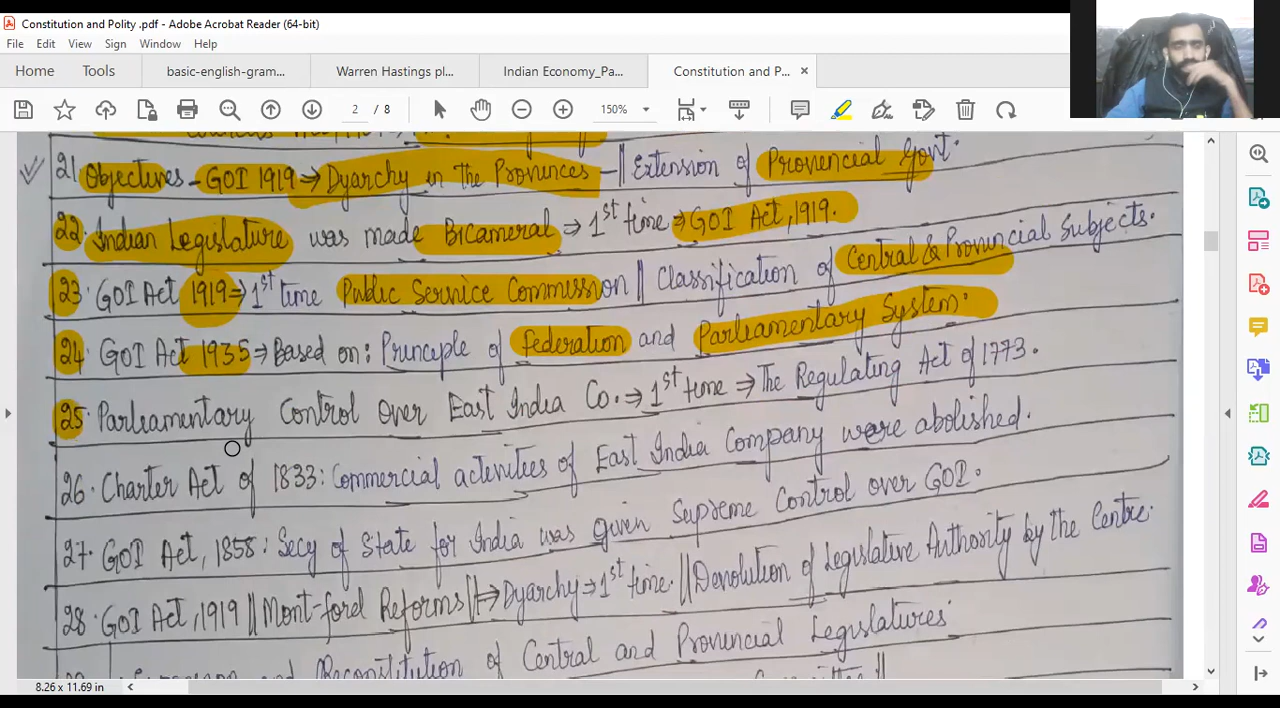 Constitution and Polity .pdf - Adobe Acrobat Reader (64-bit)
File Edit View Sign Window Help
Home Tools basic-english-gram... Warren Hastings pl... Indian Economy_Pa... Constitution and P... ×
2 / 8 150%
21. Objectives - GOI 1919 ⇒ Dyarchy in the Provinces - || Extension of Provencial Govt.
22. Indian Legislature was made Bicameral ⇒ 1st time ⇒ GOI Act, 1919.
23. GOI Act 1919 ⇒ 1st time Public Service Commission || Classification of Central & Provincial Subjects.
24. GOI Act 1935 ⇒ Based on: Principle of federation and Parliamentary System.
25. Parliamentary Control Over East India Co. ⇒ 1st time ⇒ The Regulating Act of 1773.
26. Charter Act of 1833: Commercial activities of East India Company were abolished.
27. GOI Act, 1858: Secy of State for India was given Supreme Control over GOI.
28. GOI Act, 1919 || Mont-ford Reforms || ⇒ Dyarchy ⇒ 1st time. || Devolution of Legislative Authority by the Centre.
and Reconstitution of Central and Provincial Legislatures
8.26 x 11.69 in